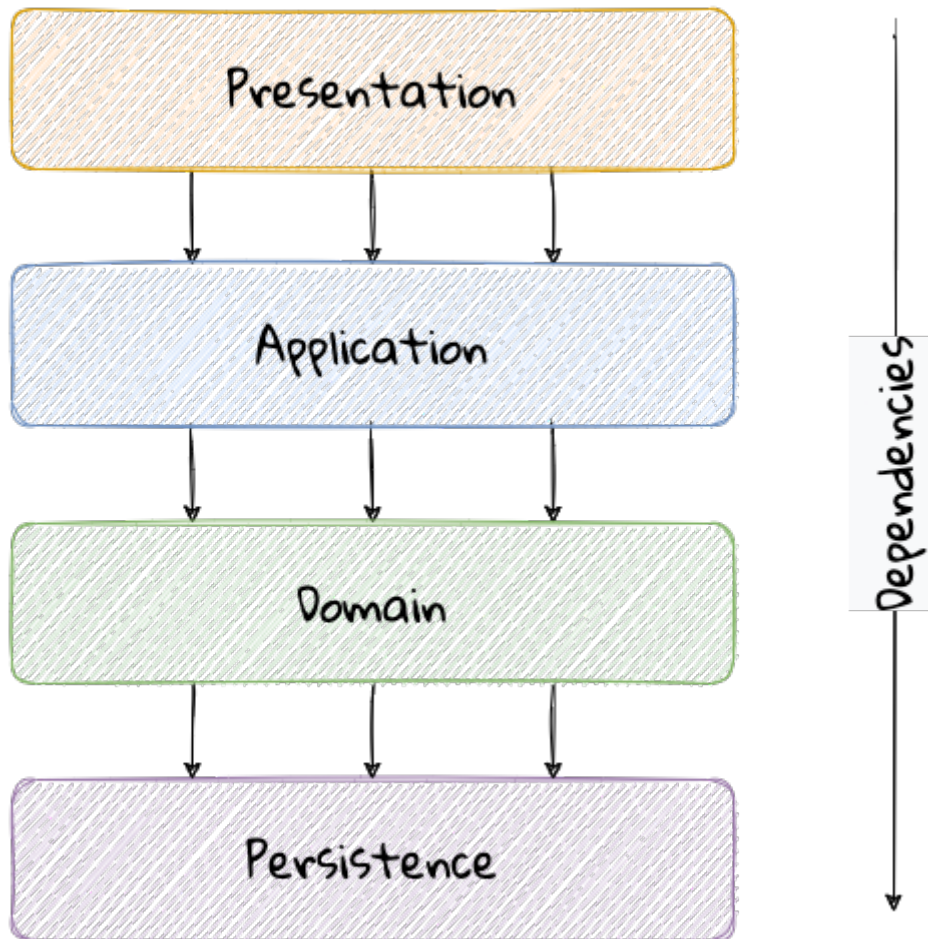 Presentation
Application
Domain
Persistence
Dependencies